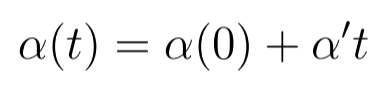 α(t) = α(0) + α′t